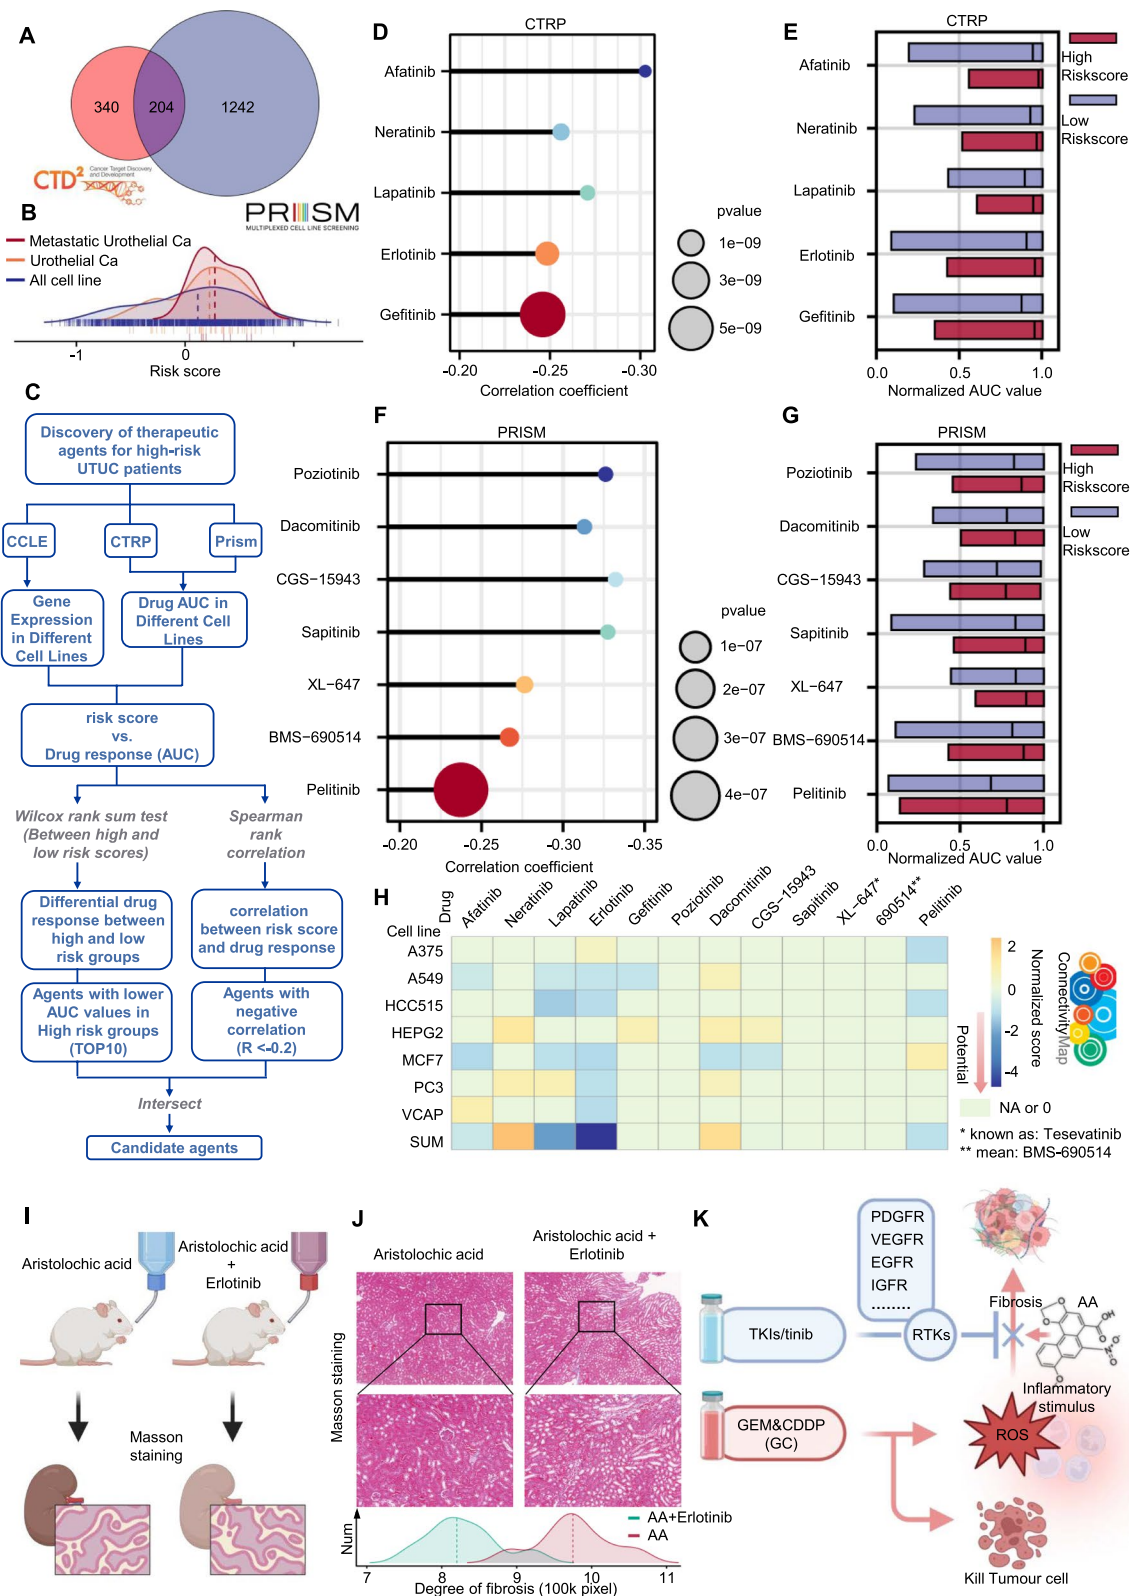 A
340
204
1242
CTD²
Cancer Target Discovery
and Development
PRISM
MULTIPLEXED CELL LINE SCREENING
B
Metastatic Urothelial Ca
Urothelial Ca
All cell line
-1
0
Risk score
C
Discovery of therapeutic
agents for high-risk
UTUC patients
CCLE
CTRP
Prism
Gene
Expression
in Different
Cell Lines
Drug AUC in
Different Cell
Lines
risk score
vs.
Drug response (AUC)
Wilcox rank sum test
(Between high and
low risk scores)
Spearman
rank
correlation
Differential drug
response between
high and low
risk groups
correlation
between risk score
and drug response
Agents with lower
AUC values in
High risk groups
(TOP10)
Agents with
negative
correlation
(R <-0.2)
Intersect
Candidate agents
D
CTRP
Afatinib
Neratinib
Lapatinib
Erlotinib
Gefitinib
-0.20
-0.25
-0.30
Correlation coefficient
pvalue
1e−09
3e−09
5e−09
E
CTRP
Afatinib
Neratinib
Lapatinib
Erlotinib
Gefitinib
0.0
0.5
1.0
Normalized AUC value
High
Riskscore
Low
Riskscore
F
PRISM
Poziotinib
Dacomitinib
CGS−15943
Sapitinib
XL−647
BMS−690514
Pelitinib
-0.20
-0.25
-0.30
-0.35
Correlation coefficient
pvalue
1e−07
2e−07
3e−07
4e−07
G
PRISM
Poziotinib
Dacomitinib
CGS−15943
Sapitinib
XL−647
BMS−690514
Pelitinib
0.0
0.5
1.0
Normalized AUC value
High
Riskscore
Low
Riskscore
H
Drug
Afatinib
Neratinib
Lapatinib
Erlotinib
Gefitinib
Poziotinib
Dacomitinib
CGS−15943
Sapitinib
XL−647*
690514**
Pelitinib
Cell line
A375
A549
HCC515
HEPG2
MCF7
PC3
VCAP
SUM
2
0
-2
-4
Normalized score
Potential
ConnectivityMap
NA or 0
* known as: Tesevatinib
** mean: BMS-690514
I
Aristolochic acid
Aristolochic acid
+
Erlotinib
Masson
staining
J
Aristolochic acid
Aristolochic acid +
Erlotinib
Masson staining
Num
AA+Erlotinib
AA
7
8
9
10
11
Degree of fibrosis (100k pixel)
K
PDGFR
VEGFR
EGFR
IGFR
........
TKIs/tinib
RTKs
Fibrosis
AA
O
O
O
OH
O
N
O
O
O
Inflammatory
stimulus
GEM&CDDP
(GC)
ROS
Kill Tumour cell